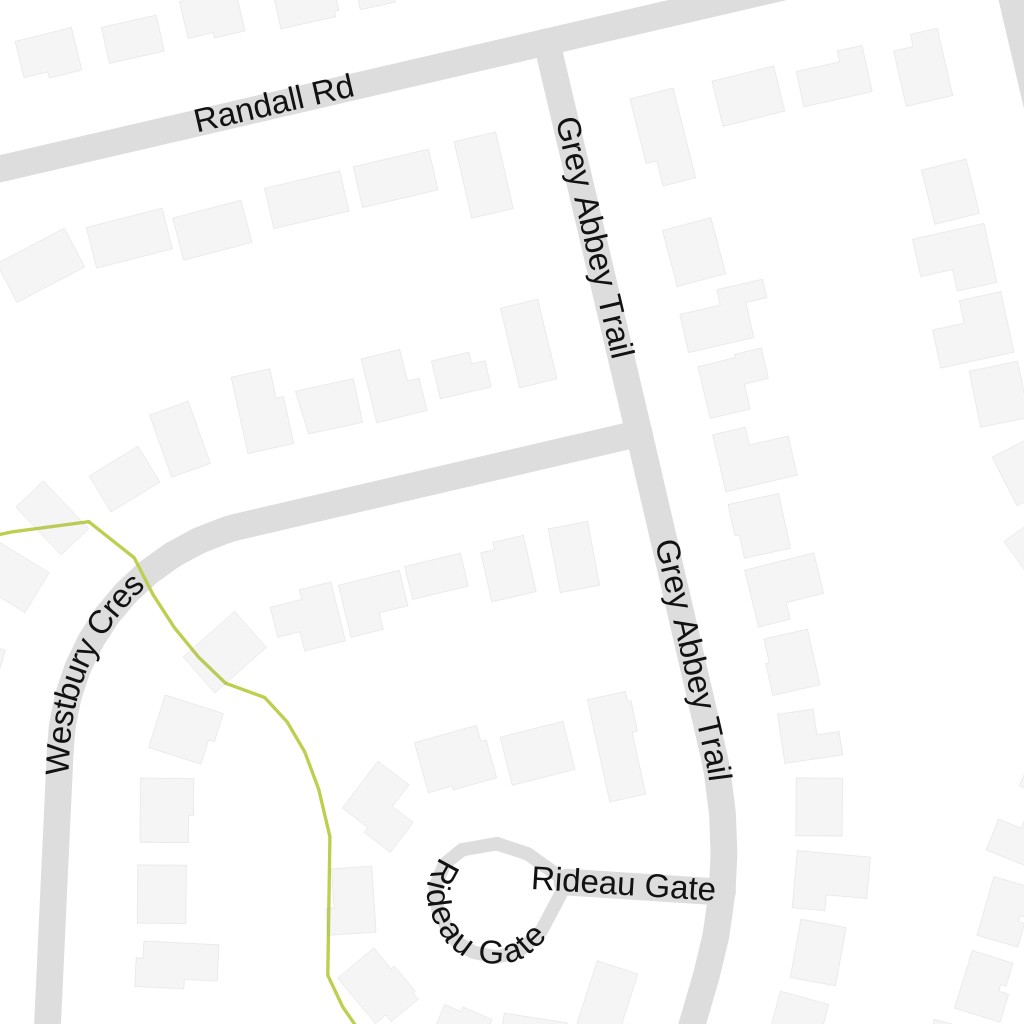 Randall Rd
Grey Abbey Trail
Grey Abbey Trail
Westbury Cres
Rideau Gate
Rideau Gate